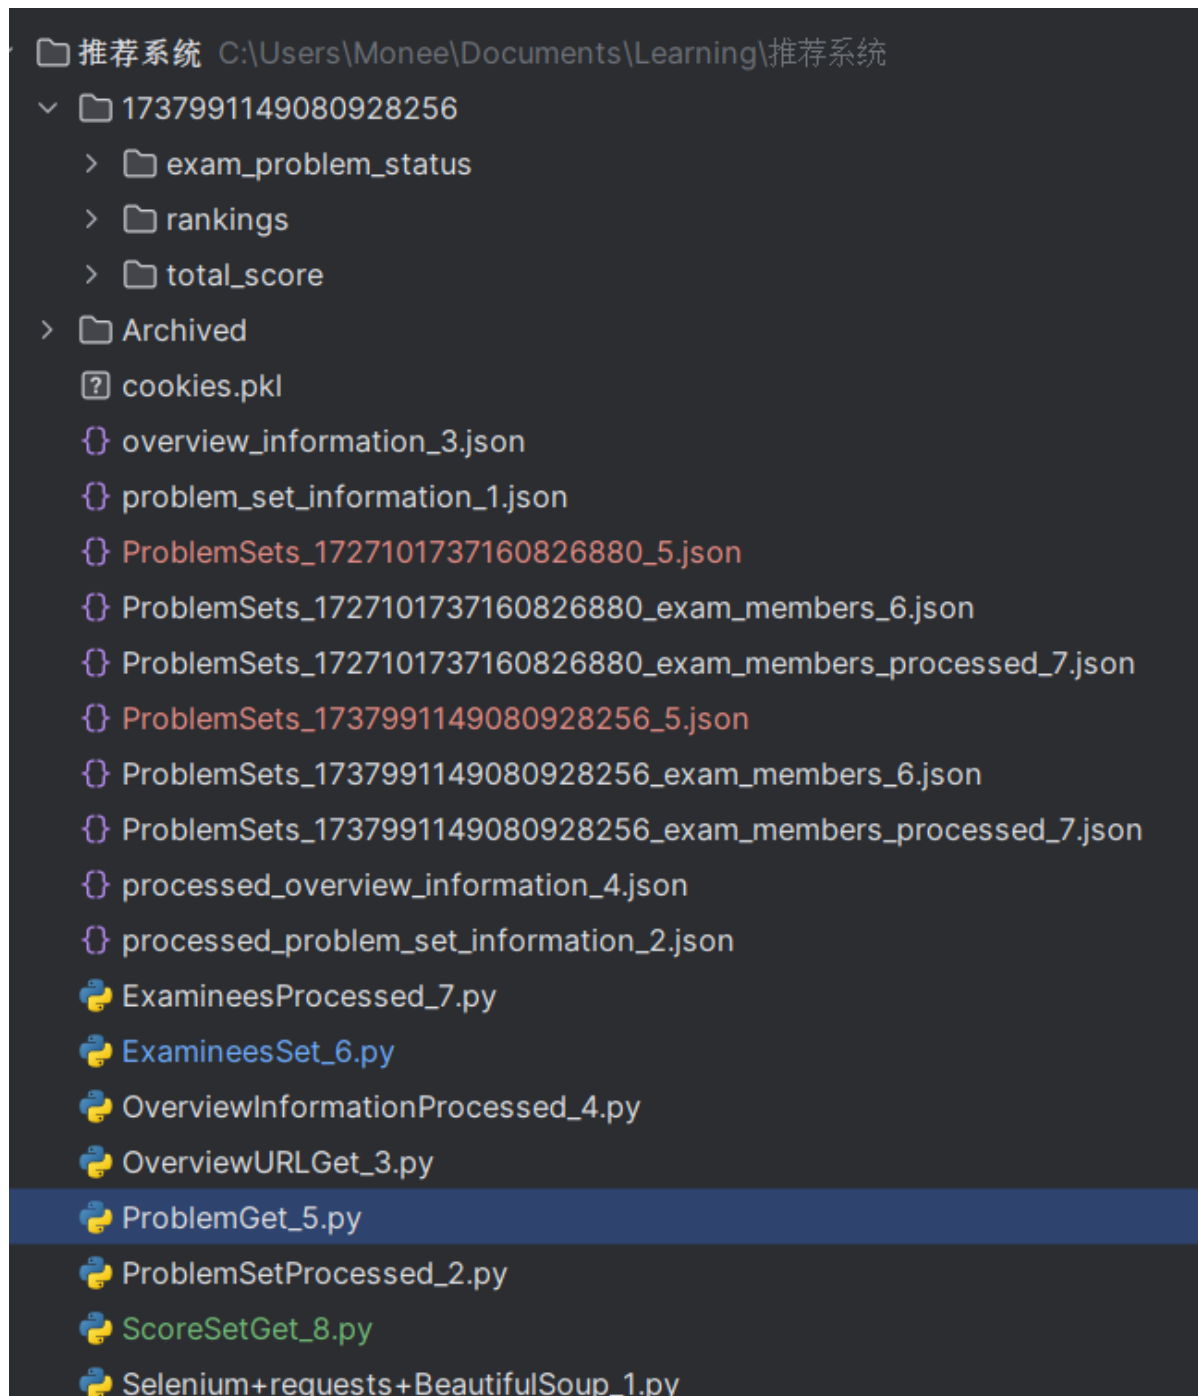 推荐系统 C:\Users\Monee\Documents\Learning\推荐系统
1737991149080928256
exam_problem_status
rankings
total_score
Archived
cookies.pkl
overview_information_3.json
problem_set_information_1.json
ProblemSets_1727101737160826880_5.json
ProblemSets_1727101737160826880_exam_members_6.json
ProblemSets_1727101737160826880_exam_members_processed_7.json
ProblemSets_1737991149080928256_5.json
ProblemSets_1737991149080928256_exam_members_6.json
ProblemSets_1737991149080928256_exam_members_processed_7.json
processed_overview_information_4.json
processed_problem_set_information_2.json
ExamineesProcessed_7.py
ExamineesSet_6.py
OverviewInformationProcessed_4.py
OverviewURLGet_3.py
ProblemGet_5.py
ProblemSetProcessed_2.py
ScoreSetGet_8.py
Selenium+requests+BeautifulSoup_1.py